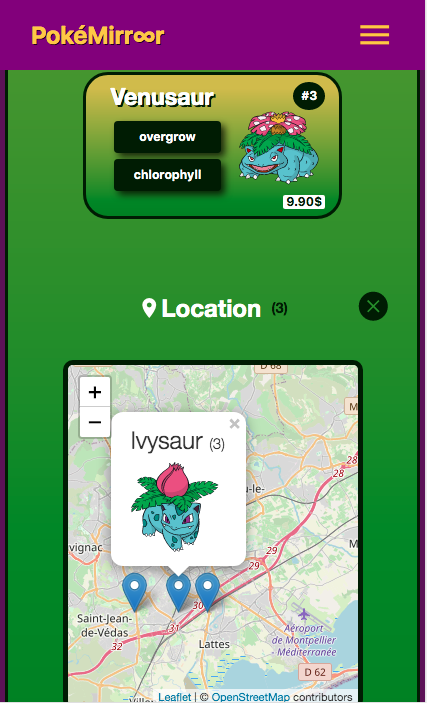 PokéMirroor
Venusaur
#3
overgrow
chlorophyll
9.90$
Location (3)
D 68
+
−
×
Ivysaur (3)
u-le-
M
28
28
29
29
vignac
M
30
31
32
Saint-Jean-
de-Védas
Lattes
Aéroport
de Montpellier
- Méditerranée
D 62
Leaflet | © OpenStreetMap contributors